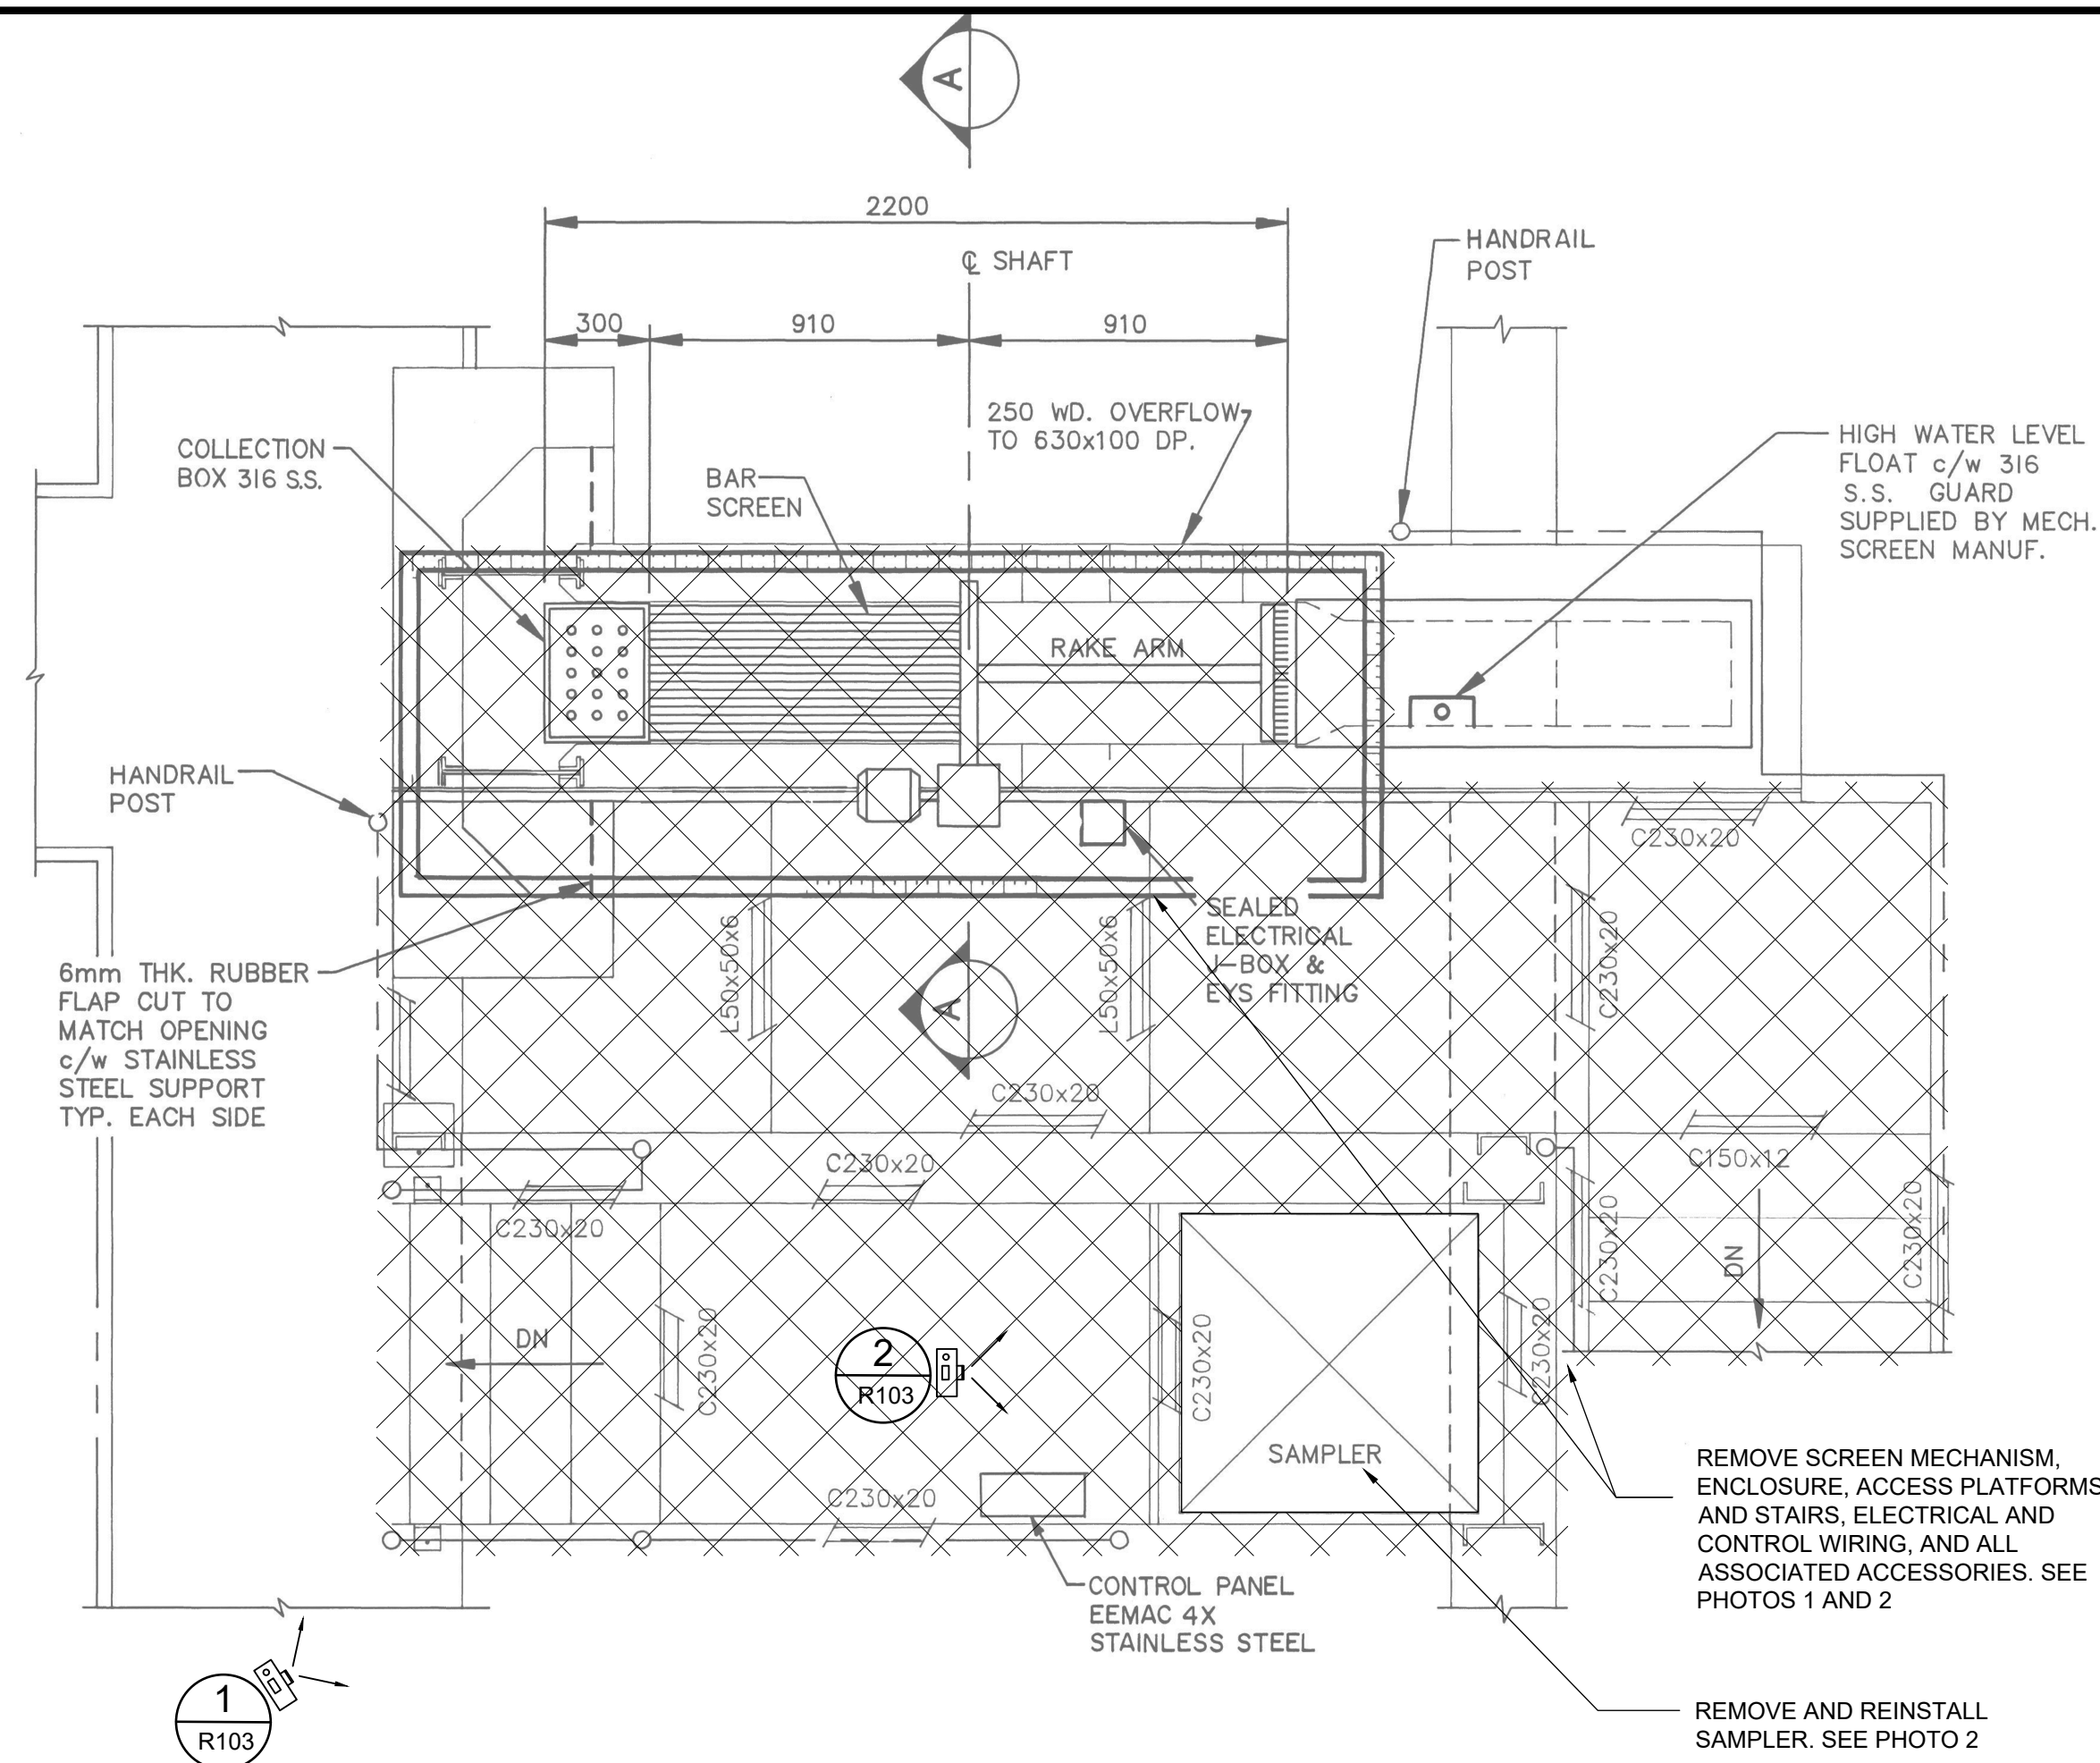 A
2200
℄ SHAFT
HANDRAIL
POST
300
910
910
250 WD. OVERFLOW
TO 630x100 DP.
COLLECTION
BOX 316 S.S.
BAR
SCREEN
HIGH WATER LEVEL
FLOAT c/w 316
S.S. GUARD
SUPPLIED BY MECH.
SCREEN MANUF.
RAKE ARM
HANDRAIL
POST
C230x20
6mm THK. RUBBER
FLAP CUT TO
MATCH OPENING
c/w STAINLESS
STEEL SUPPORT
TYP. EACH SIDE
L50x50x6
L50x50x6
SEALED
ELECTRICAL
J-BOX &
EYS FITTING
C230x20
A
C230x20
C230x20
C150x12
C230x20
C230x20
C230x20
DN
DN
C230x20
2
R103
C230x20
C230x20
SAMPLER
C230x20
CONTROL PANEL
EEMAC 4X
STAINLESS STEEL
REMOVE SCREEN MECHANISM,
ENCLOSURE, ACCESS PLATFORMS
AND STAIRS, ELECTRICAL AND
CONTROL WIRING, AND ALL
ASSOCIATED ACCESSORIES. SEE
PHOTOS 1 AND 2
1
R103
REMOVE AND REINSTALL
SAMPLER. SEE PHOTO 2